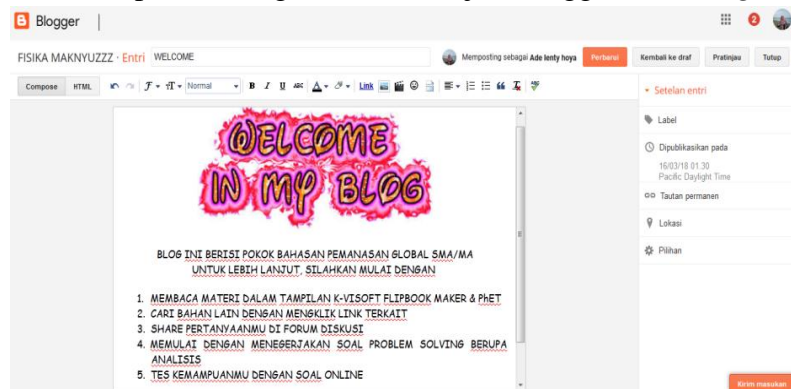 Blogger
2
FISIKA MAKNYUZZZ · Entri WELCOME
Memposting sebagai Ade lenty hoya Perbarui Kembali ke draf Pratinjau Tutup
Compose HTML Normal B I U ABC A Link
WELCOME
IN MY BLOG
BLOG INI BERISI POKOK BAHASAN PEMANASAN GLOBAL SMA/MA
UNTUK LEBIH LANJUT, SILAHKAN MULAI DENGAN
1. MEMBACA MATERI DALAM TAMPILAN K-VISOFT FLIPBOOK MAKER & PhET
2. CARI BAHAN LAIN DENGAN MENGKLIK LINK TERKAIT
3. SHARE PERTANYAANMU DI FORUM DISKUSI
4. MEMULAI DENGAN MENEGERJAKAN SOAL PROBLEM SOLVING BERUPA
ANALISIS
5. TES KEMAMPUANMU DENGAN SOAL ONLINE
Setelan entri
Label
Dipublikasikan pada
16/03/18 01.30
Pacific Daylight Time
Tautan permanen
Lokasi
Pilihan
Kirim masukan